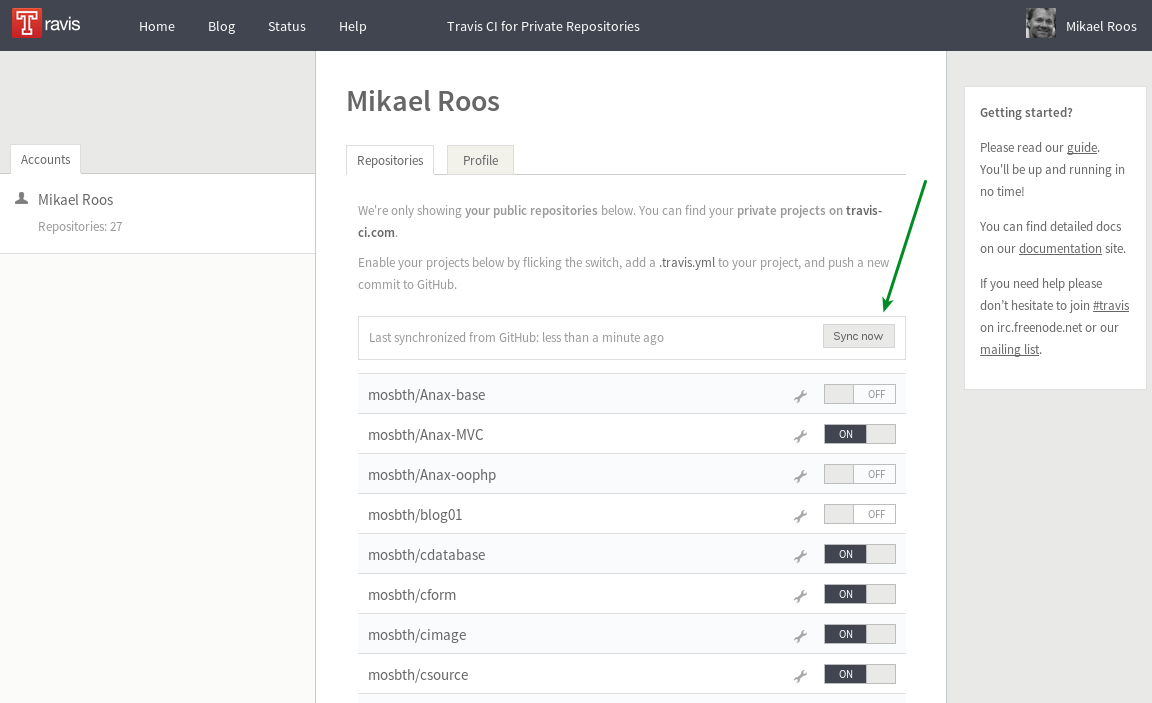 Travis
Home
Blog
Status
Help
Travis CI for Private Repositories
Mikael Roos
Accounts
Mikael Roos
Repositories: 27
Mikael Roos
Repositories
Profile
We're only showing your public repositories below. You can find your private projects on travis-
ci.com.
Enable your projects below by flicking the switch, add a .travis.yml to your project, and push a new
commit to GitHub.
Last synchronized from GitHub: less than a minute ago
Sync now
mosbth/Anax-base
OFF
mosbth/Anax-MVC
ON
mosbth/Anax-oophp
OFF
mosbth/blog01
OFF
mosbth/cdatabase
ON
mosbth/cform
ON
mosbth/cimage
ON
mosbth/csource
ON
Getting started?
Please read our guide.
You'll be up and running in
no time!
You can find detailed docs
on our documentation site.
If you need help please
don’t hesitate to join #travis
on irc.freenode.net or our
mailing list.